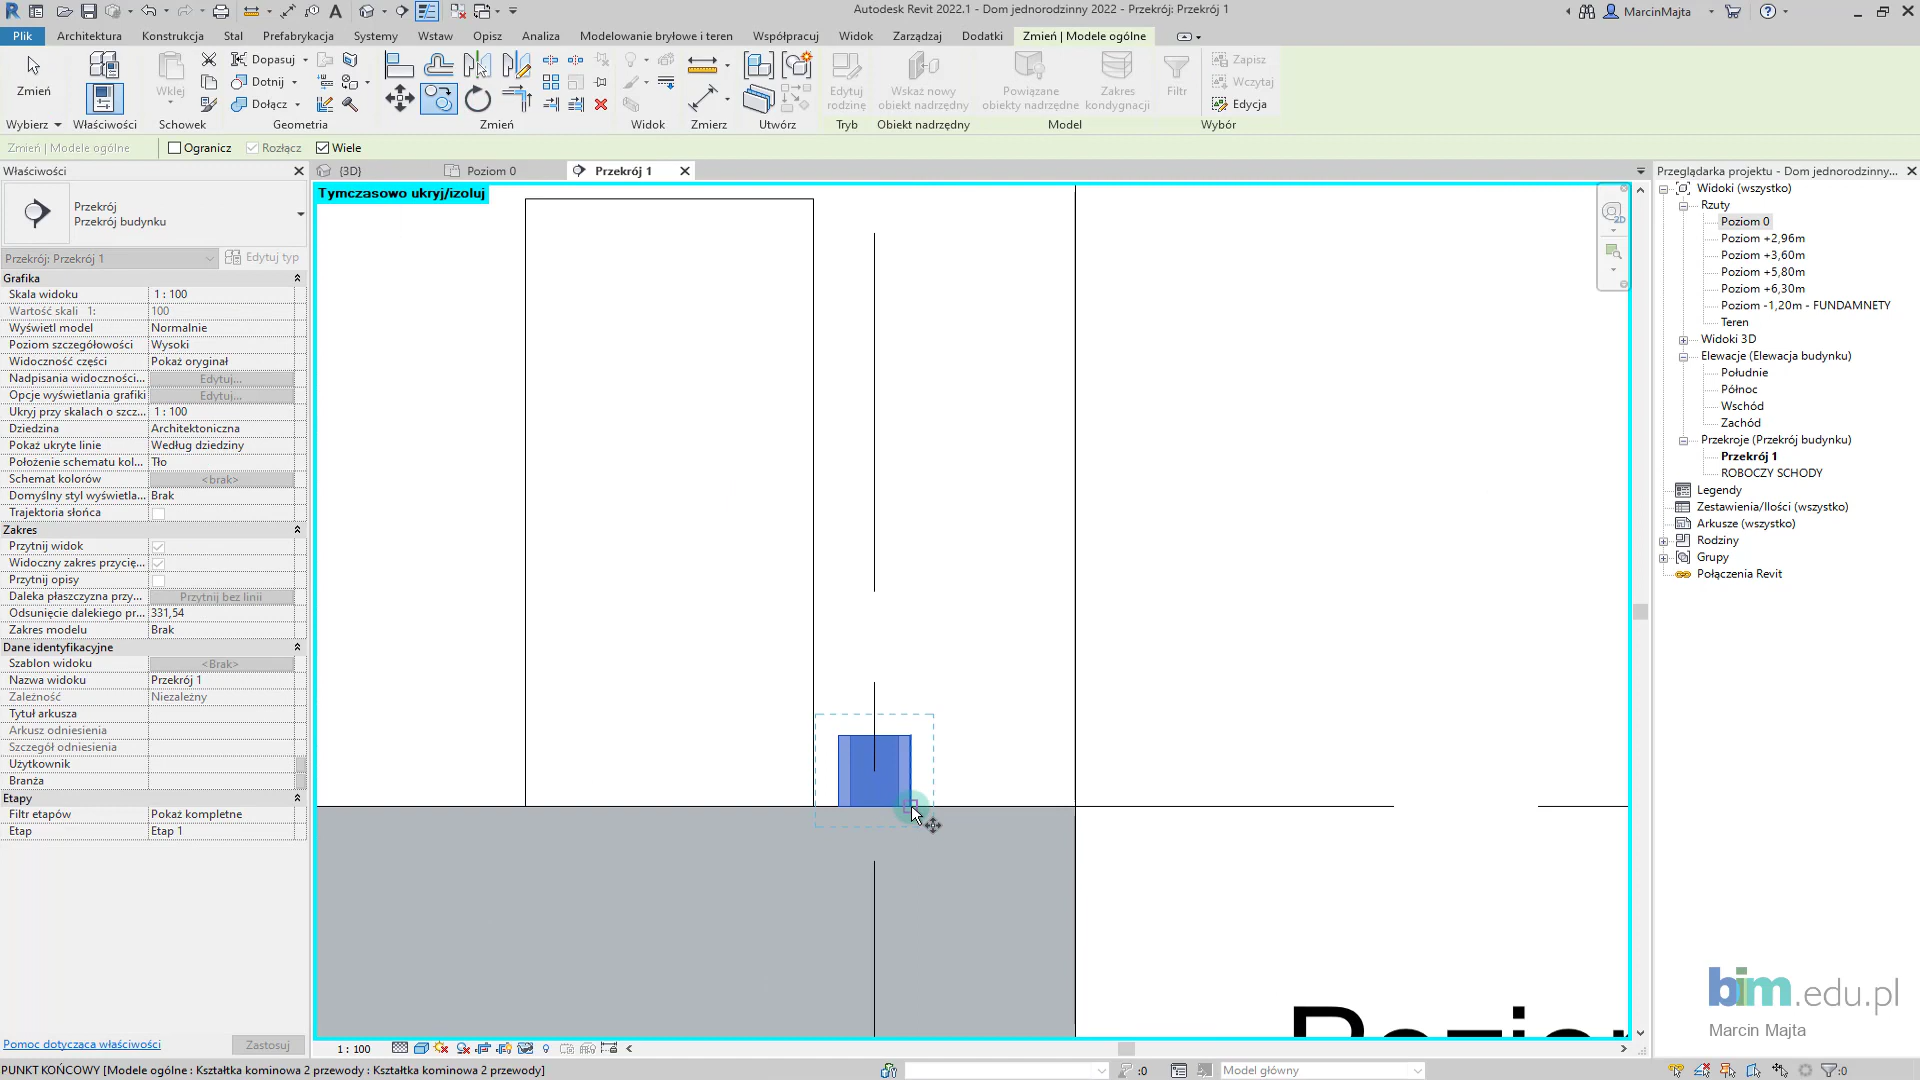 Autodesk Revit 2022.1 - Dom jednorodzinny 2022 - Przekrój: Przekrój 1
MarcinMajta
Plik
Architektura
Konstrukcja
Stal
Prefabrykacja
Systemy
Wstaw
Opisz
Analiza
Modelowanie bryłowe i teren
Współpracuj
Widok
Zarządzaj
Dodatki
Zmień | Modele ogólne
Zmień
Wklej
Dopasuj
Dotnij
Dołącz
Edytuj
rodzinę
Wskaż nowy
obiekt nadrzędny
Powiązane
obiekty nadrzędne
Zakres
kondygnacji
Filtr
Zapisz
Wczytaj
Edycja
Wybierz
Właściwości
Schowek
Geometria
Zmień
Widok
Zmierz
Utwórz
Tryb
Obiekt nadrzędny
Model
Wybór
Zmień | Modele ogólne
Ogranicz
Rozłącz
Wiele
Właściwości
Przekrój
Przekrój budynku
Przekrój: Przekrój 1
Edytuj typ
Grafika
Skala widoku 1 : 100
Wartość skali 1: 100
Wyświetl model Normalnie
Poziom szczegółowości Wysoki
Widoczność części Pokaż oryginał
Nadpisania widoczności... Edytuj...
Opcje wyświetlania grafiki Edytuj...
Ukryj przy skalach o szcz... 1 : 100
Dziedzina Architektoniczna
Pokaż ukryte linie Według dziedziny
Położenie schematu kol... Tło
Schemat kolorów <brak>
Domyślny styl wyświetla... Brak
Trajektoria słońca
Zakres
Przytnij widok
Widoczny zakres przycię...
Przytnij opisy
Daleka płaszczyzna przy... Przytnij bez linii
Odsunięcie dalekiego pr... 331,54
Zakres modelu Brak
Dane identyfikacyjne
Szablon widoku <Brak>
Nazwa widoku Przekrój 1
Zależność Niezależny
Tytuł arkusza
Arkusz odniesienia
Szczegół odniesienia
Użytkownik
Branża
Etapy
Filtr etapów Pokaż kompletne
Etap Etap 1
Pomoc dotycząca właściwości
Zastosuj
{3D}
Poziom 0
Przekrój 1
Tymczasowo ukryj/izoluj
2D
Poziom
1 : 100
Przeglądarka projektu - Dom jednorodzinny...
Widoki (wszystko)
Rzuty
Poziom 0
Poziom +2,96m
Poziom +3,60m
Poziom +5,80m
Poziom +6,30m
Poziom -1,20m - FUNDAMNETY
Teren
Widoki 3D
Elewacje (Elewacja budynku)
Południe
Północ
Wschód
Zachód
Przekroje (Przekrój budynku)
Przekrój 1
ROBOCZY SCHODY
Legendy
Zestawienia/Ilości (wszystko)
Arkusze (wszystko)
Rodziny
Grupy
Połączenia Revit
bim.edu.pl
Marcin Majta
PUNKT KOŃCOWY [Modele ogólne : Kształtka kominowa 2 przewody : Kształtka kominowa 2 przewody]
:0
Model główny
:0